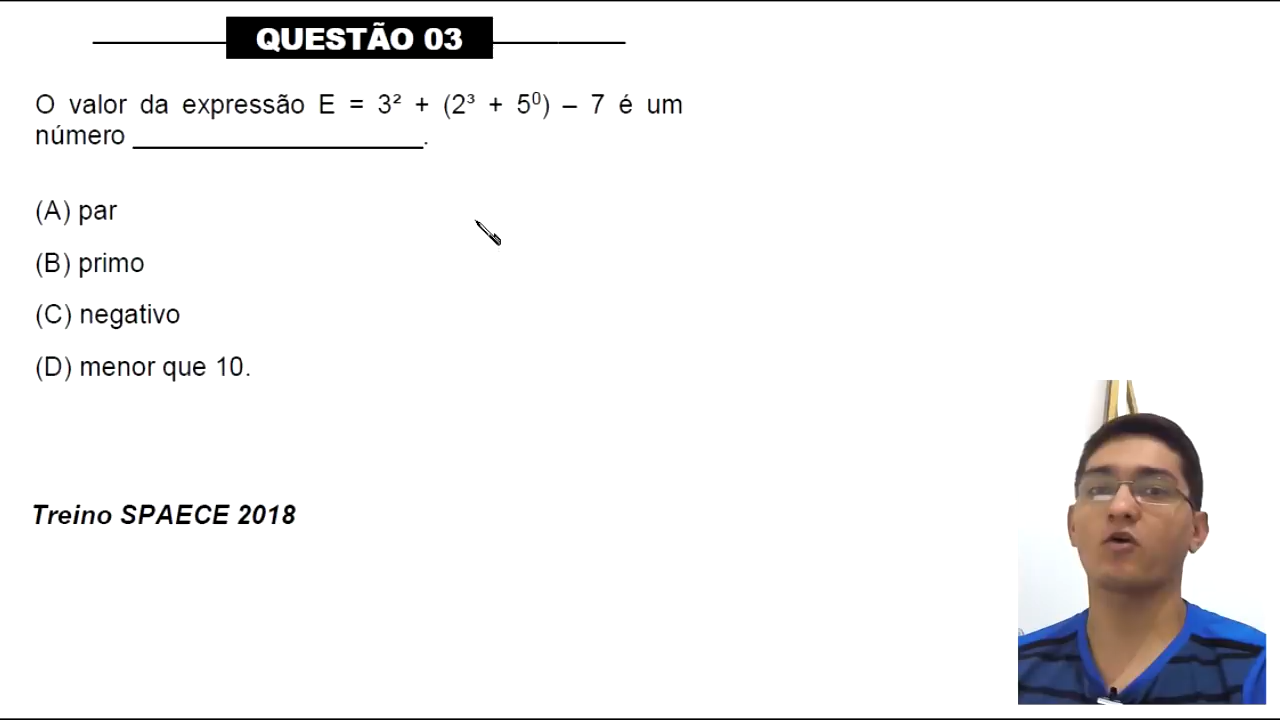 QUESTÃO 03
O valor da expressão E = 3² + (2³ + 5⁰) – 7 é um
número ____________________.
(A) par
(B) primo
(C) negativo
(D) menor que 10.
Treino SPAECE 2018